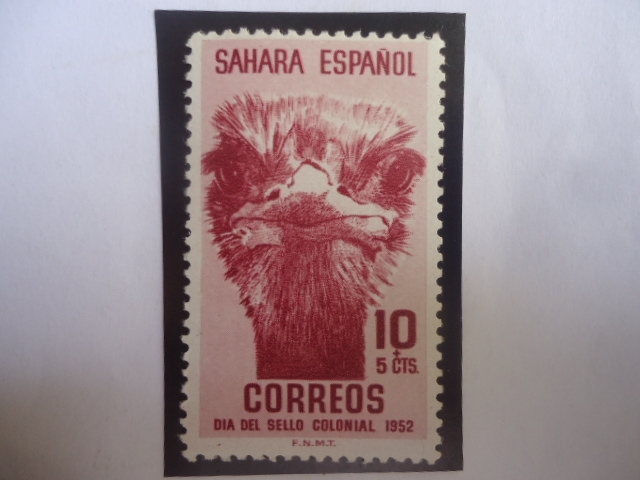 SAHARA ESPAÑOL
10
+
5 CTS.
CORREOS
DIA DEL SELLO COLONIAL 1952
F.N.M.T.